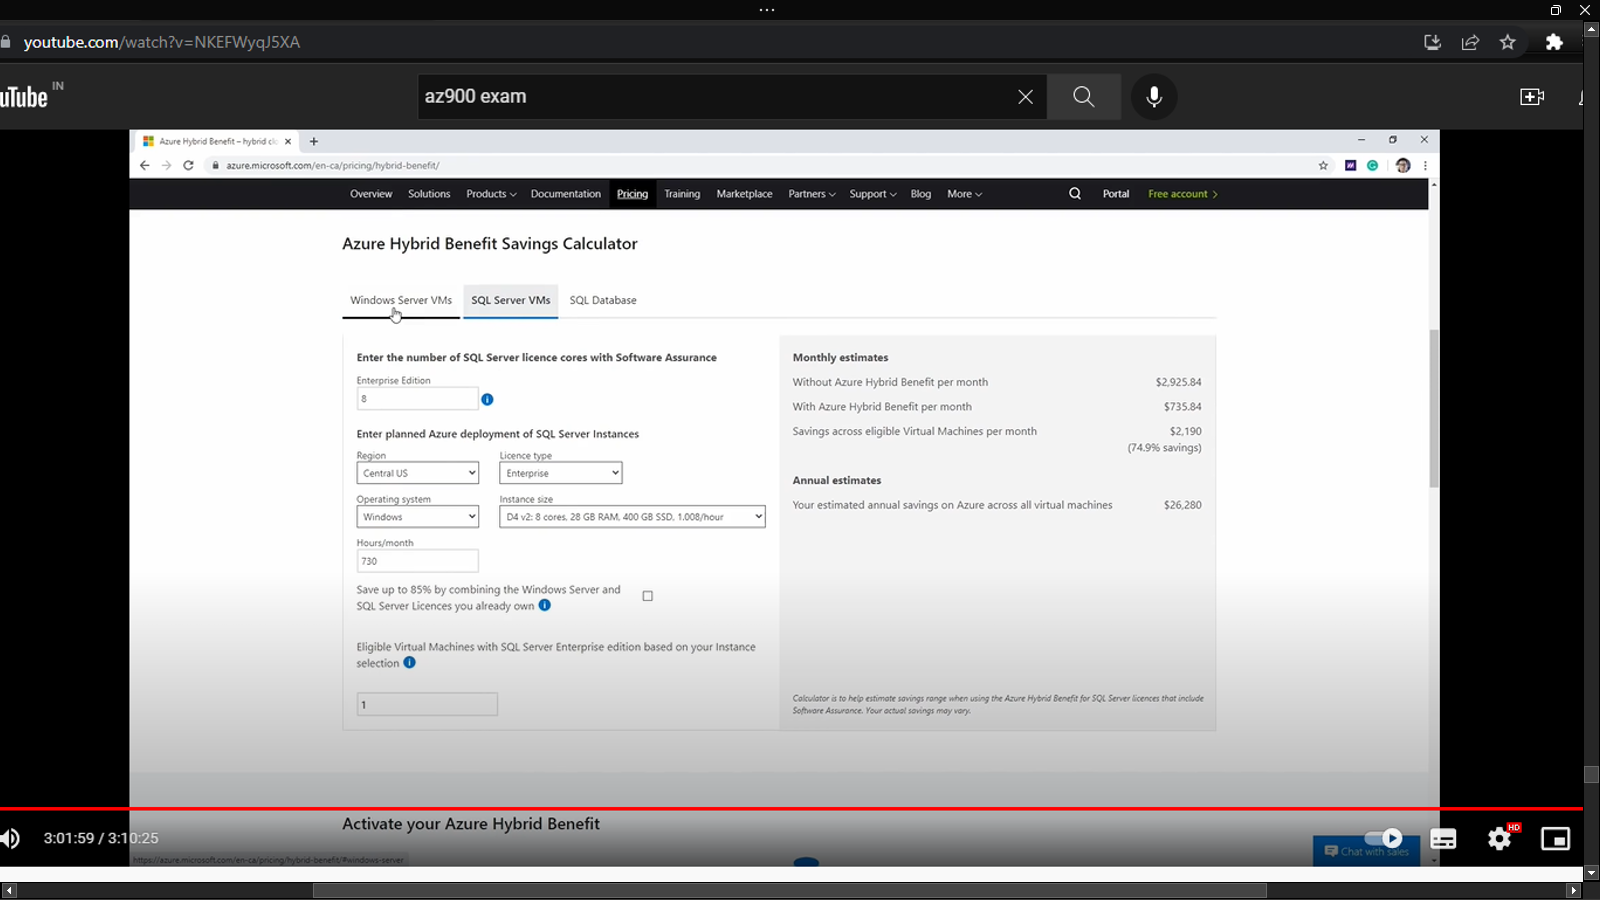 youtube.com/watch?v=NKEFWyqJ5XA
uTube IN
az900 exam
Azure Hybrid Benefit – hybrid clo
azure.microsoft.com/en-ca/pricing/hybrid-benefit/
Overview Solutions Products Documentation Pricing Training Marketplace Partners Support Blog More Portal Free account
Azure Hybrid Benefit Savings Calculator
Windows Server VMs SQL Server VMs SQL Database
Enter the number of SQL Server licence cores with Software Assurance
Enterprise Edition
8
Enter planned Azure deployment of SQL Server Instances
Region Licence type
Central US Enterprise
Operating system Instance size
Windows D4 v2: 8 cores, 28 GB RAM, 400 GB SSD, 1.008/hour
Hours/month
730
Save up to 85% by combining the Windows Server and
SQL Server Licences you already own
Eligible Virtual Machines with SQL Server Enterprise edition based on your Instance
selection
1
Monthly estimates
Without Azure Hybrid Benefit per month $2,925.84
With Azure Hybrid Benefit per month $735.84
Savings across eligible Virtual Machines per month $2,190
(74.9% savings)
Annual estimates
Your estimated annual savings on Azure across all virtual machines $26,280
Calculator is to help estimate savings range when using the Azure Hybrid Benefit for SQL Server licences that include
Software Assurance. Your actual savings may vary.
Activate your Azure Hybrid Benefit
3:01:59 / 3:10:25
HD
Chat with sales
https://azure.microsoft.com/en-ca/pricing/hybrid-benefit/#windows-server